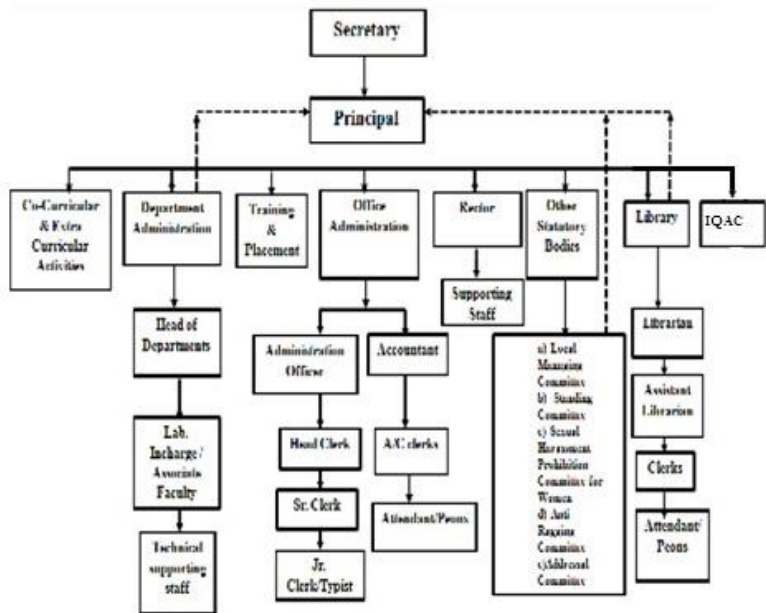 Secretary
Principal
Co-Curricular
& Extra
Curricular
Activities
Department
Administration
Training
&
Placement
Office
Administration
Rector
Other
Statutory
Bodies
Library
IQAC
Supporting
Staff
Head of
Departments
Administration
Officer
Accountant
Librarian
a) Local
Managing
Committee
b) Standing
Committee
c) Sexual
Harassment
Prohibition
Committee for
Women
d) Anti
Ragging
Committee
Committee
Assistant
Librarian
Lab.
Incharge/
Associate
Faculty
Head Clerk
A/C clerks
Clerks
Sr. Clerk
Attendant/Peons
Attendant/
Peons
Technical
supporting
staff
Jr.
Clerk/Typist